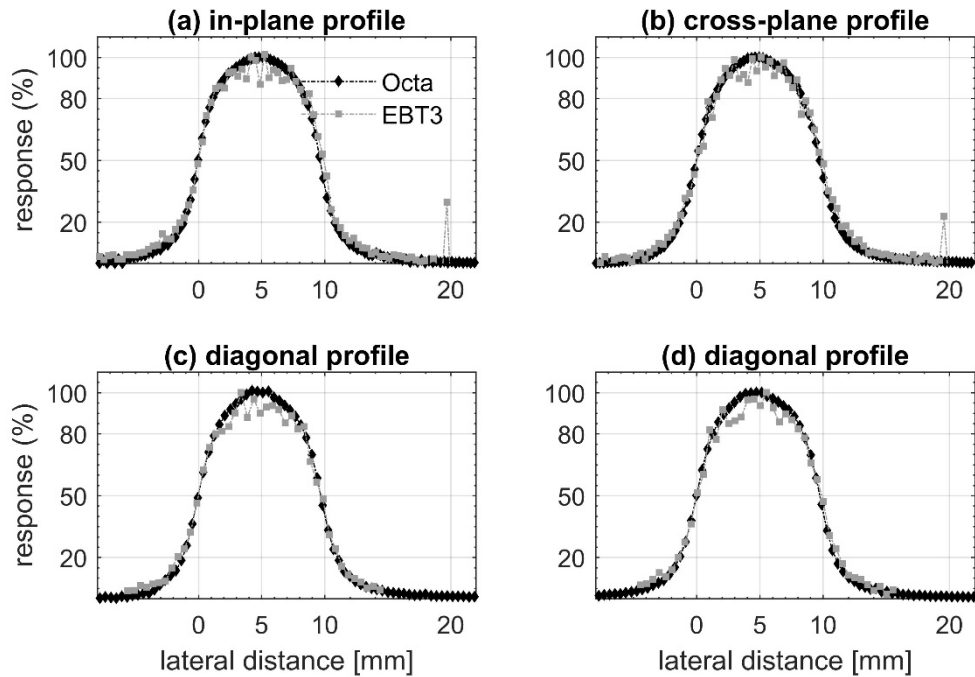 (a) in-plane profile
(b) cross-plane profile
response (%)
100
80
50
20
Octa
EBT3
0 5 10 20
100
80
50
20
0 5 10 20
(c) diagonal profile
(d) diagonal profile
response (%)
100
80
50
20
0 5 10 20
lateral distance [mm]
100
80
50
20
0 5 10 20
lateral distance [mm]